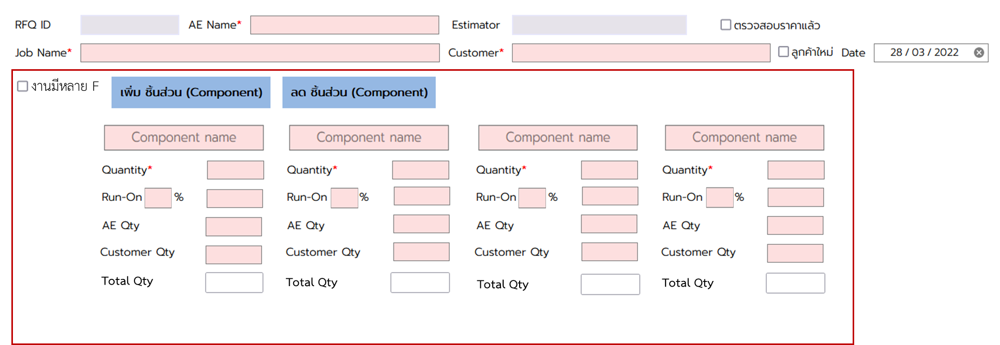 RFQ ID AE Name* Estimator ตรวจสอบราคาแล้ว
Job Name* Customer* ลูกค้าใหม่ Date 28 / 03 / 2022
งานมีหลาย F เพิ่ม ชิ้นส่วน (Component) ลด ชิ้นส่วน (Component)
Component name Component name Component name Component name
Quantity* Quantity* Quantity* Quantity*
Run-On % Run-On % Run-On % Run-On %
AE Qty AE Qty AE Qty AE Qty
Customer Qty Customer Qty Customer Qty Customer Qty
Total Qty Total Qty Total Qty Total Qty